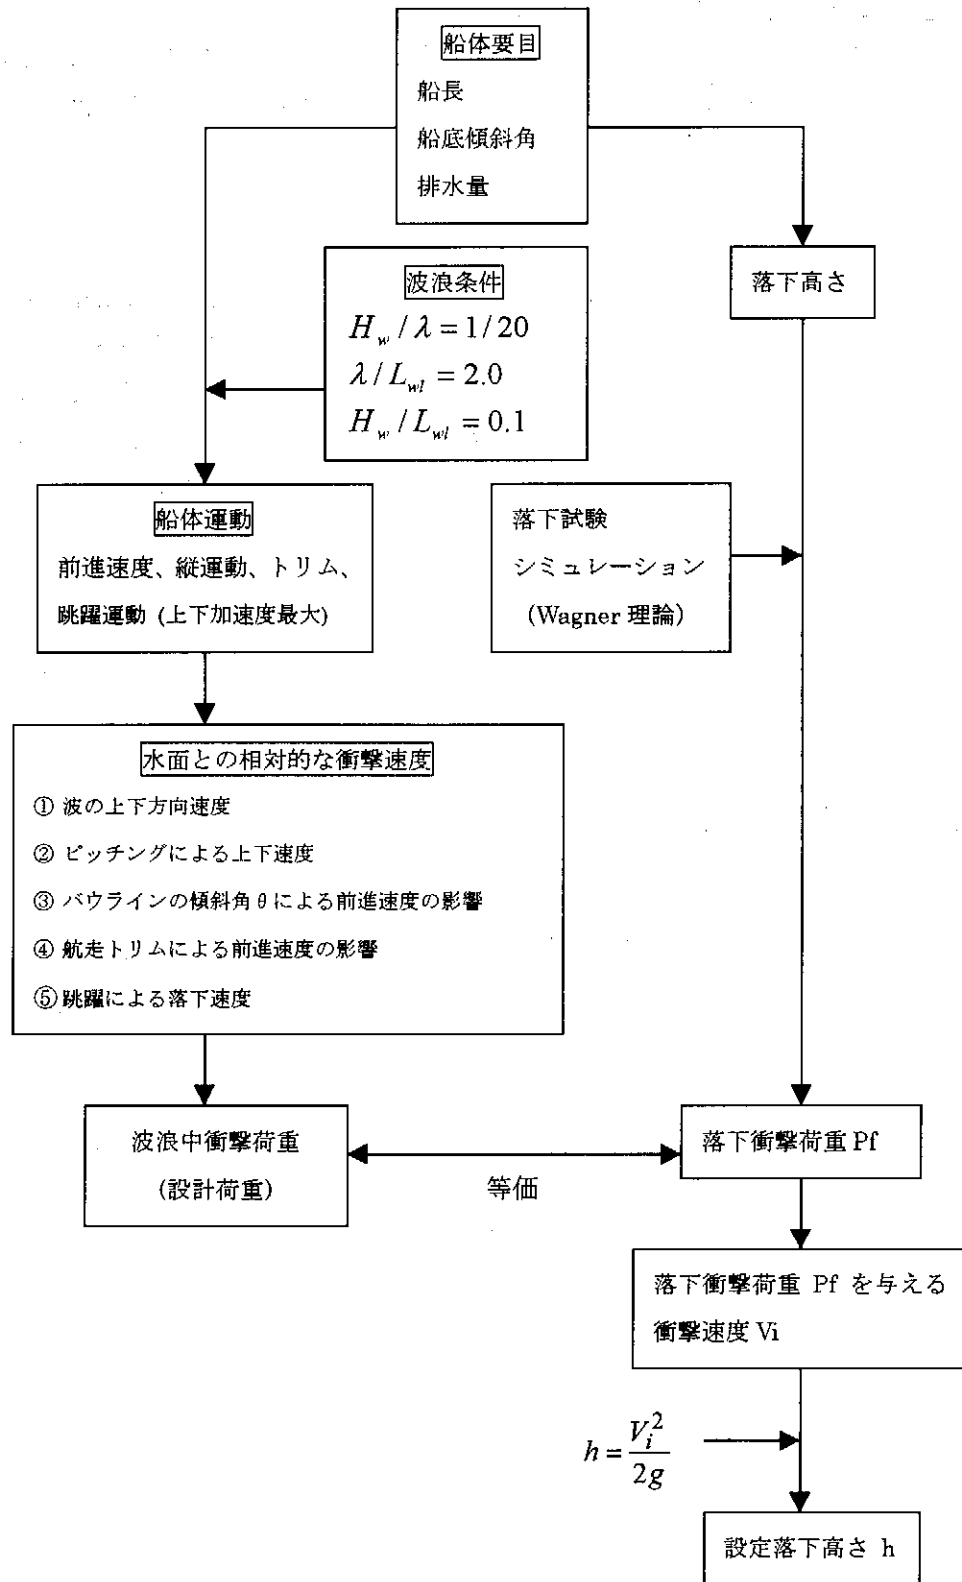 船体要目
船長
船底傾斜角
排水量
波浪条件
H_w / λ = 1/20
λ / L_{wl} = 2.0
H_w / L_{wl} = 0.1
落下高さ
船体運動
前進速度、縦運動、トリム、
跳躍運動 (上下加速度最大)
落下試験
シミュレーション
(Wagner 理論)
水面との相対的な衝撃速度
① 波の上下方向速度
② ピッチングによる上下速度
③ バウラインの傾斜角 θ による前進速度の影響
④ 航走トリムによる前進速度の影響
⑤ 跳躍による落下速度
波浪中衝撃荷重
(設計荷重)
等価
落下衝撃荷重 Pf
落下衝撃荷重 Pf を与える
衝撃速度 Vi
h = V_i^2 / 2g
設定落下高さ h